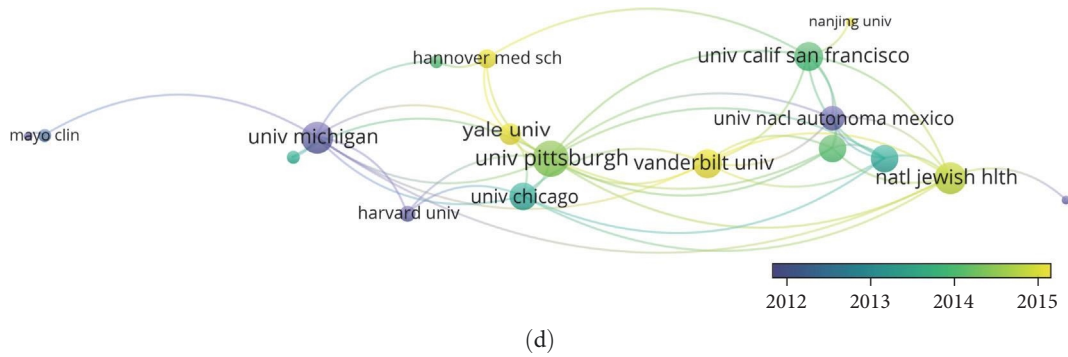 nanjing univ
hannover med sch
univ calif san francisco
mayo clin
univ michigan
yale univ
univ nacl autonoma mexico
univ pittsburgh
vanderbilt univ
natl jewish hlth
harvard univ
univ chicago
2012
2013
2014
2015
(d)